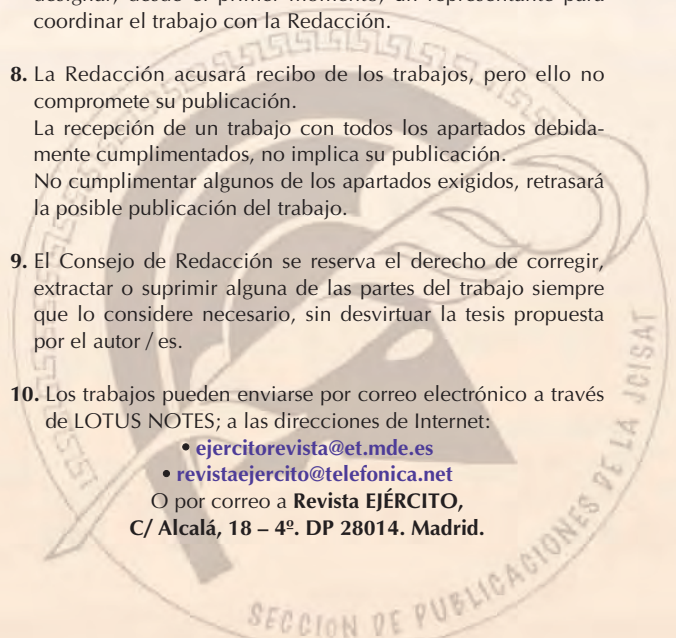 coordinar el trabajo con la Redacción.
8. La Redacción acusará recibo de los trabajos, pero ello no
compromete su publicación.
La recepción de un trabajo con todos los apartados debida-
mente cumplimentados, no implica su publicación.
No cumplimentar algunos de los apartados exigidos, retrasará
la posible publicación del trabajo.
9. El Consejo de Redacción se reserva el derecho de corregir,
extractar o suprimir alguna de las partes del trabajo siempre
que lo considere necesario, sin desvirtuar la tesis propuesta
por el autor / es.
10. Los trabajos pueden enviarse por correo electrónico a través
de LOTUS NOTES; a las direcciones de Internet:
• ejercitorevista@et.mde.es
• revistaejercito@telefonica.net
O por correo a Revista EJÉRCITO,
C/ Alcalá, 18 – 4º. DP 28014. Madrid.
SECCION DE PUBLICACIONES DE LA JCISAT